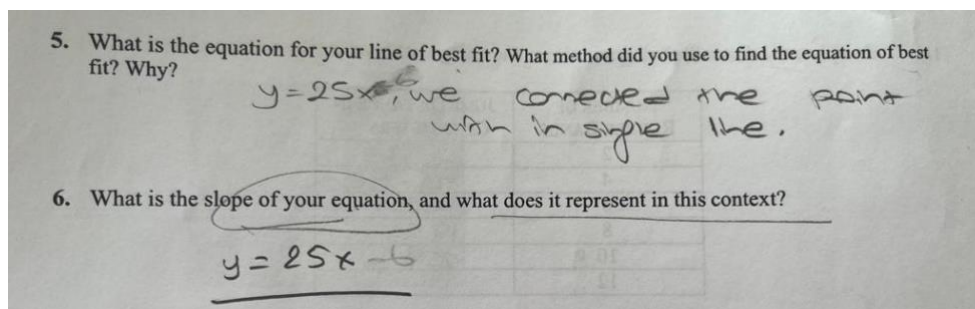 5. What is the equation for your line of best fit? What method did you use to find the equation of best
fit? Why?
y=25x, we connected the point
with in single line.
6. What is the slope of your equation, and what does it represent in this context?
y = 25x -6